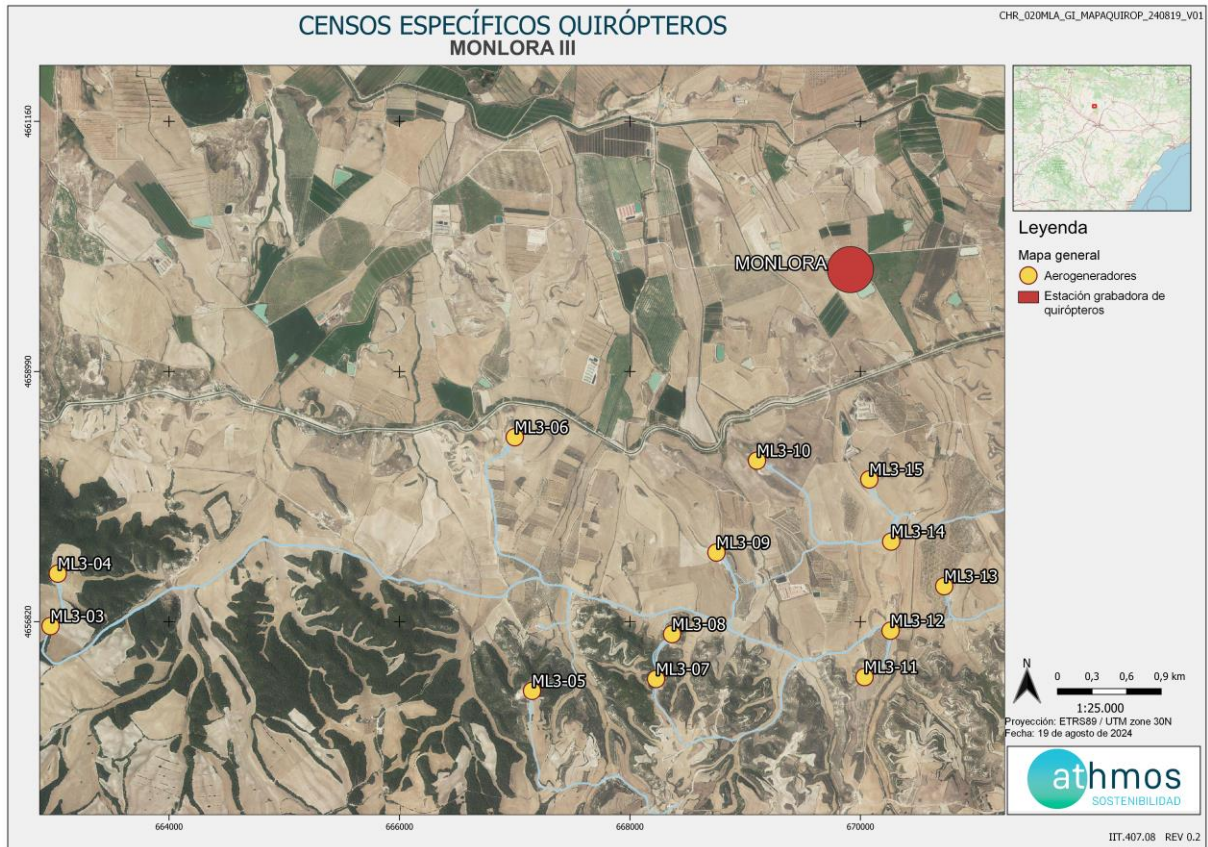 CENSOS ESPECÍFICOS QUIRÓPTEROS
MONLORA III
CHR_020MLA_GI_MAPAQUIROP_240819_V01
4661160
4658990
4656820
MONLORA
ML3-06
ML3-10
ML3-15
ML3-14
ML3-09
ML3-13
ML3-04
ML3-03
ML3-08
ML3-12
ML3-07
ML3-11
ML3-05
664000
666000
668000
670000
Leyenda
Mapa general
Aerogeneradores
Estación grabadora de
quirópteros
N
0 0,3 0,6 0,9 km
1:25.000
Proyección: ETRS89 / UTM zone 30N
Fecha: 19 de agosto de 2024
athmos
SOSTENIBILIDAD
IIT.407.08 REV 0.2